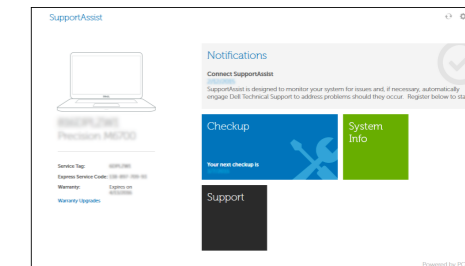 SupportAssist
Notifications
Connect SupportAssist
SupportAssist is designed to monitor your system for issues and, if necessary, automatically
engage Dell Technical Support to address problems should they occur. Register below to sta
Precision M6700
Checkup
System
Info
Service Tag:
Express Service Code:
Your next checkup is
Warranty:
Expires on
Warranty Upgrades
Support
Powered by PC